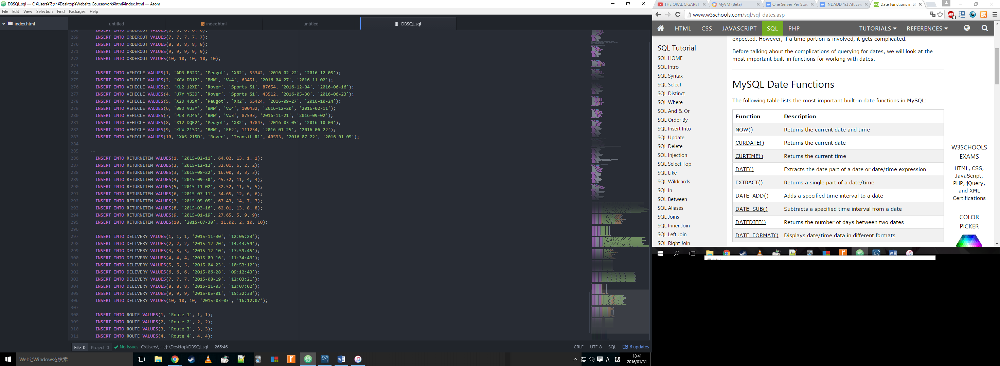 DBSQL.sql — C:¥Users¥マット¥Desktop¥Website Coursework¥html¥index.html — Atom
File Edit View Selection Find Packages Help
index.html
untitled
index.html
untitled
DBSQL.sql
268 INSERT INTO ORDEROUT VALUES(6, 6, 6, 6, 6);
269 INSERT INTO ORDEROUT VALUES(7, 7, 7, 7, 7);
270 INSERT INTO ORDEROUT VALUES(8, 8, 8, 8, 8);
271 INSERT INTO ORDEROUT VALUES(9, 9, 9, 9, 9);
272 INSERT INTO ORDEROUT VALUES(10, 10, 10, 10, 10);
273
274 INSERT INTO VEHICLE VALUES(1, 'AD3 B32D', 'Peugot', 'XR2', 55342, '2016-02-22', '2016-12-05');
275 INSERT INTO VEHICLE VALUES(2, 'XCV DD12', 'BMW', 'VW4', 63451, '2016-04-27', '2016-11-02');
276 INSERT INTO VEHICLE VALUES(3, 'KL2 12XE', 'Rover', 'Sports S1', 87654, '2016-12-04', '2016-06-16');
277 INSERT INTO VEHICLE VALUES(4, 'U7Y YS3D', 'Rover', 'Sports S1', 43512, '2016-05-30', '2016-06-23');
278 INSERT INTO VEHICLE VALUES(5, 'X2D 43SX', 'Peugot', 'XR2', 65424, '2016-09-27', '2016-10-24');
279 INSERT INTO VEHICLE VALUES(6, '09D VU3Y', 'BMW', 'VW4', 100432, '2016-12-20', '2016-02-11');
280 INSERT INTO VEHICLE VALUES(7, 'PL3 AD4S', 'BMW', 'VW3', 87593, '2016-11-21', '2016-09-02');
281 INSERT INTO VEHICLE VALUES(8, 'X12 DQR2', 'Peugot', 'XR2', 97843, '2016-03-05', '2016-10-04');
282 INSERT INTO VEHICLE VALUES(9, 'KLW 21SD', 'BMW', 'FF2', 111234, '2016-01-25', '2016-06-22');
283 INSERT INTO VEHICLE VALUES(10, 'XAS 215D', 'Rover', 'Transit R1', 40593, '2016-07-22', '2016-01-05');
284
285 --
286 INSERT INTO RETURNITEM VALUES(1, '2015-02-11', 64.02, 13, 1, 1);
287 INSERT INTO RETURNITEM VALUES(2, '2015-12-12', 32.01, 6, 2, 2);
288 INSERT INTO RETURNITEM VALUES(3, '2015-08-22', 16.00, 3, 3, 3);
289 INSERT INTO RETURNITEM VALUES(4, '2015-09-30', 45.32, 11, 4, 4);
290 INSERT INTO RETURNITEM VALUES(5, '2015-11-02', 32.52, 11, 5, 5);
291 INSERT INTO RETURNITEM VALUES(6, '2015-07-11', 54.65, 12, 6, 6);
292 INSERT INTO RETURNITEM VALUES(7, '2015-05-05', 67.43, 14, 7, 7);
293 INSERT INTO RETURNITEM VALUES(8, '2015-03-16', 62.01, 13, 8, 8);
294 INSERT INTO RETURNITEM VALUES(9, '2015-01-19', 27.65, 5, 9, 9);
295 INSERT INTO RETURNITEM VALUES(10, '2015-07-30', 11.02, 2, 10, 10);
296
297 INSERT INTO DELIVERY VALUES(1, 1, 1, '2015-11-30', '12:05:23');
298 INSERT INTO DELIVERY VALUES(2, 2, 2, '2015-12-20', '14:43:59');
299 INSERT INTO DELIVERY VALUES(3, 3, 3, '2015-12-10', '17:59:45');
300 INSERT INTO DELIVERY VALUES(4, 4, 4, '2015-09-16', '11:34:43');
301 INSERT INTO DELIVERY VALUES(5, 5, 5, '2015-04-23', '10:53:12');
302 INSERT INTO DELIVERY VALUES(6, 6, 6, '2015-06-28', '09:12:43');
303 INSERT INTO DELIVERY VALUES(7, 7, 7, '2015-08-19', '12:03:21');
304 INSERT INTO DELIVERY VALUES(8, 8, 8, '2015-11-03', '12:07:02');
305 INSERT INTO DELIVERY VALUES(9, 9, 9, '2015-05-01', '15:32:33');
306 INSERT INTO DELIVERY VALUES(10, 10, 10, '2015-03-03', '16:12:07');
307
308 INSERT INTO ROUTE VALUES(1, 'Route 1', 1, 1);
309 INSERT INTO ROUTE VALUES(2, 'Route 2', 2, 2);
310 INSERT INTO ROUTE VALUES(3, 'Route 3', 3, 3);
311 INSERT INTO ROUTE VALUES(4, 'Route 4', 4, 4);
File 0 Project 0 No Issues C:\Users\マット\Desktop\DBSQL.sql 265:46
CRLF UTF-8 SQL 6 updates
WebとWindowsを検索
A
18:41
2016/01/31
THE ORAL CIGARET
MyVM (Beta)
One Server Per Stud
INDADD 1st Att csw
Date Functions in SQ
www.w3schools.com/sql/sql_dates.asp
HTML CSS JAVASCRIPT SQL PHP TUTORIALS REFERENCES
SQL Tutorial
SQL HOME
SQL Intro
SQL Syntax
SQL Select
SQL Distinct
SQL Where
SQL And & Or
SQL Order By
SQL Insert Into
SQL Update
SQL Delete
SQL Injection
SQL Select Top
SQL Like
SQL Wildcards
SQL In
SQL Between
SQL Aliases
SQL Joins
SQL Inner Join
SQL Left Join
SQL Right Join
expected. However, if a time portion is involved, it gets complicated.
Before talking about the complications of querying for dates, we will look at the
most important built-in functions for working with dates.
MySQL Date Functions
The following table lists the most important built-in date functions in MySQL:
Function Description
NOW() Returns the current date and time
CURDATE() Returns the current date
CURTIME() Returns the current time
DATE() Extracts the date part of a date or date/time expression
EXTRACT() Returns a single part of a date/time
DATE_ADD() Adds a specified time interval to a date
DATE_SUB() Subtracts a specified time interval from a date
DATEDIFF() Returns the number of days between two dates
DATE_FORMAT() Displays date/time data in different formats
W3SCHOOLS
EXAMS
HTML, CSS,
JavaScript,
PHP, jQuery,
and XML
Certifications
COLOR
PICKER